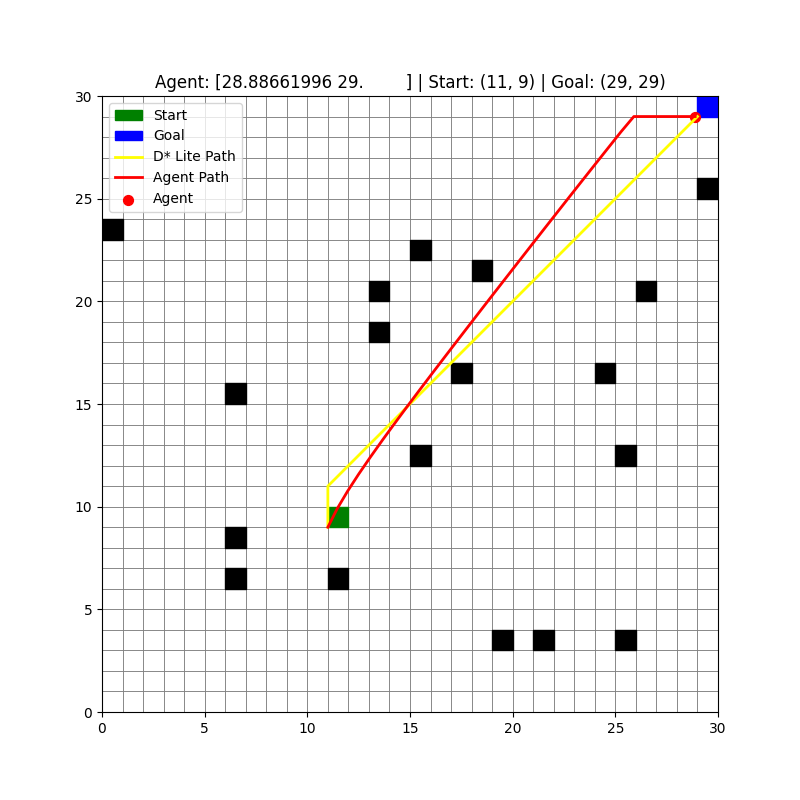 Agent: [28.88661996 29.        ] | Start: (11, 9) | Goal: (29, 29)
30
Start
Goal
D* Lite Path
Agent Path
Agent
25
20
15
10
5
0
0 5 10 15 20 25 30